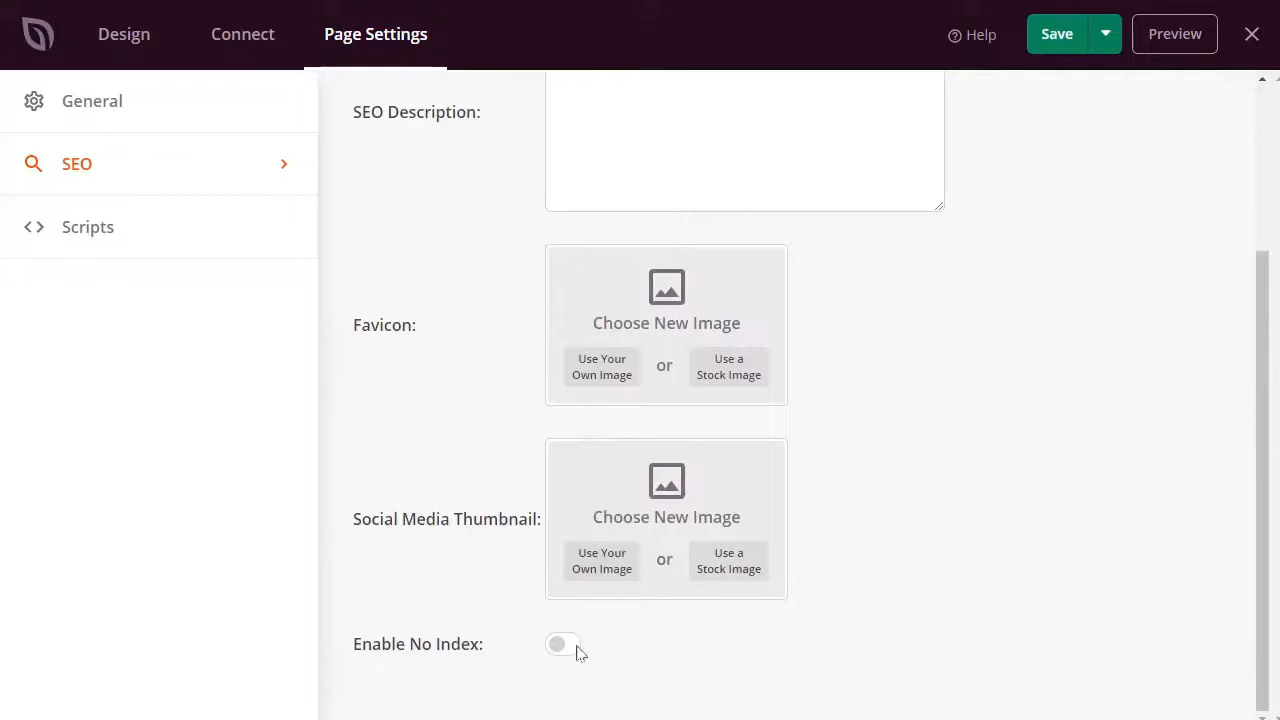 Design Connect Page Settings Help Save Preview
General
SEO
Scripts
SEO Description:
Favicon:
Choose New Image
Use Your
Own Image
or
Use a
Stock Image
Social Media Thumbnail:
Choose New Image
Use Your
Own Image
or
Use a
Stock Image
Enable No Index: